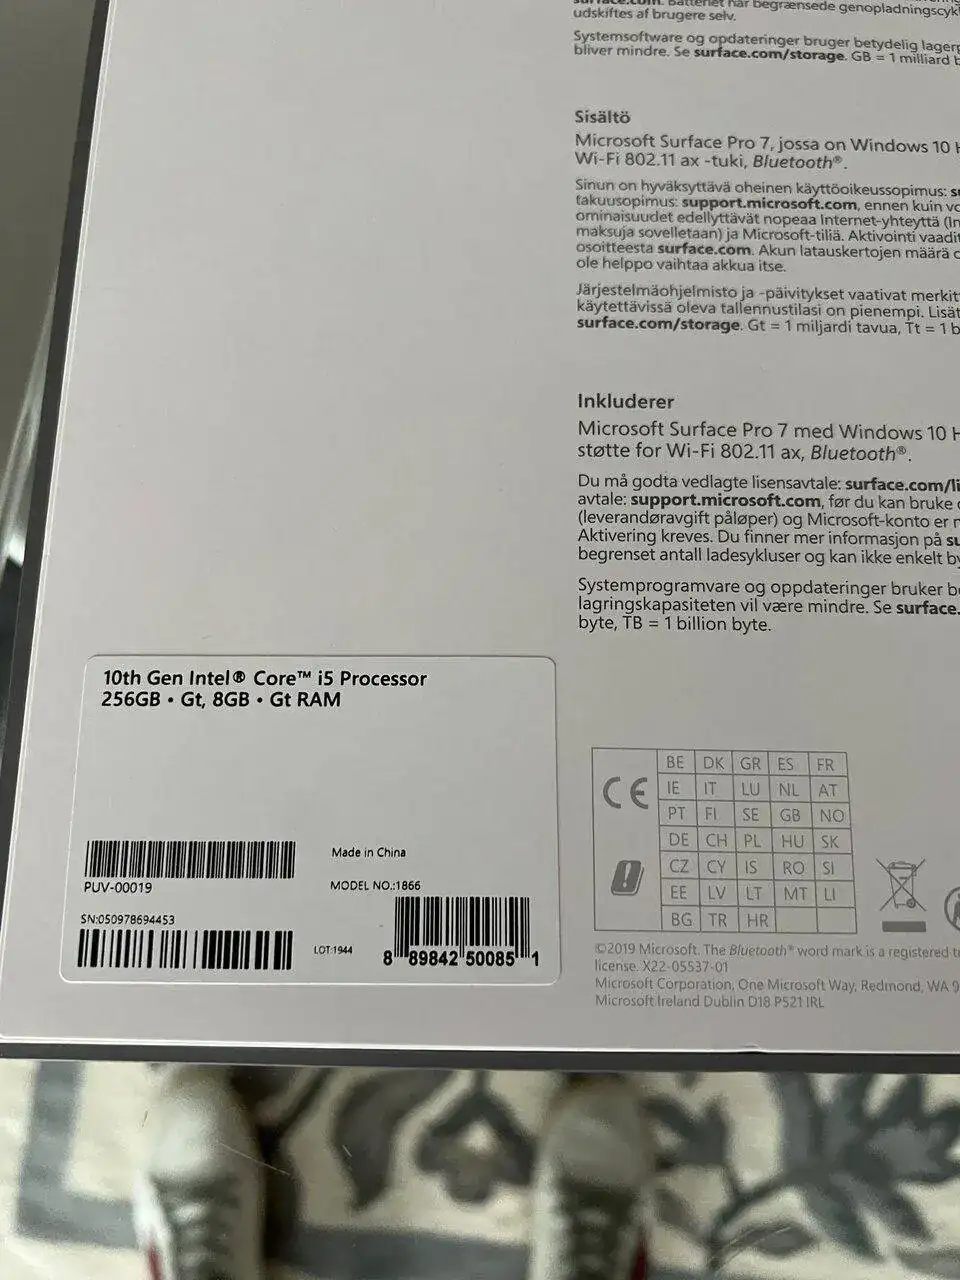 surface.com. Batteriet har begrænsede
udskiftes af brugere selv.
Systemsoftware og opdateringer bruger betydelig
bliver mindre. Se surface.com/storage. GB = 1 milliard
Sisältö
Microsoft Surface Pro 7, jossa on Windows 10
Wi-Fi 802.11 ax -tuki, Bluetooth®.
Sinun on hyväksyttävä oheinen käyttöoikeussopimus:
takuusopimus: support.microsoft.com, ennen kuin
ominaisuudet edellyttävät nopeaa Internet-yhteyttä
maksuja sovelletaan) ja Microsoft-tiliä. Aktivointi
osoitteesta surface.com. Akun latauskertojen määrä
ole helppo vaihtaa akkua itse.
Järjestelmäohjelmisto ja -päivitykset vaativat
käytettävissä oleva tallennustilasi on pienempi.
surface.com/storage. Gt = 1 miljardi tavua, Tt = 1
Inkluderer
Microsoft Surface Pro 7 med Windows 10
støtte for Wi-Fi 802.11 ax, Bluetooth®.
Du må godta vedlagte lisensavtale:
avtale: support.microsoft.com, før du kan bruke
(leverandøravgift påløper) og Microsoft-konto er
Aktivering kreves. Du finner mer informasjon på
begrenset antall ladesykluser og kan ikke enkelt
Systemprogramvare og oppdateringer bruker
lagringskapasiteten vil være mindre. Se surface.
byte, TB = 1 billion byte.
10th Gen Intel® Core™ i5 Processor
256GB • Gt, 8GB • Gt RAM
PUV-00019
SN:050978694453
Made in China
MODEL NO.:1866
LOT:1944
8 89842 50085 1
CE
BE DK GR ES FR
IE IT LU NL AT
PT FI SE GB NO
DE CH PL HU SK
CZ CY IS RO SI
EE LV LT MT LI
BG TR HR
©2019 Microsoft. The Bluetooth® word mark is a registered
license. X22-05537-01
Microsoft Corporation, One Microsoft Way, Redmond, WA
Microsoft Ireland Dublin D18 P521 IRL